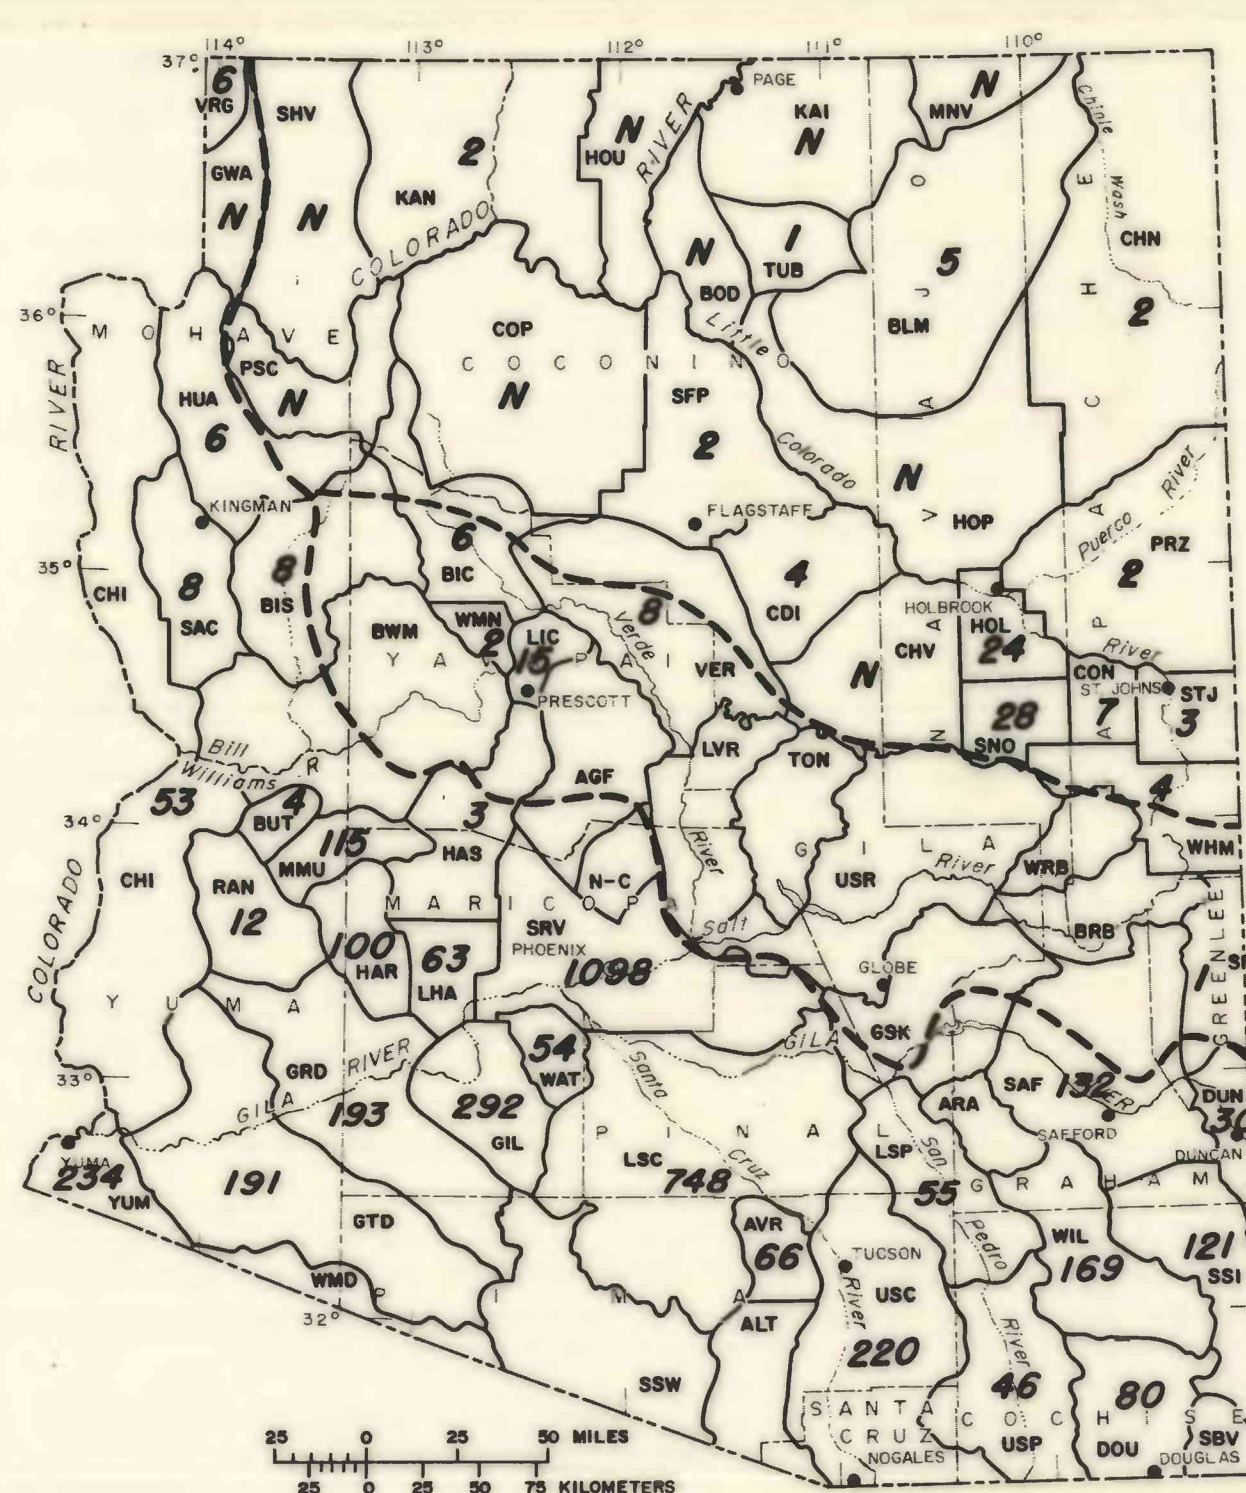 114° 113° 112° 111° 110°
37°
6
VRG
SHV
N
PAGE
KAI
N
MNV
N
Chinle
Wash
GWA
N
N
2
HOU
KAN
RIVER
COLORADO
N
BOD
1
TUB
5
BLM
CHN
2
NAVAJO
APACHE
36°
MOHAVE
PSC
N
HUA
6
COP
COCONINO
N
Little
Colorado
SFP
2
RIVER
KINGMAN
FLAGSTAFF
N
HOP
Puerco
River
PRZ
2
35°
CHI
8
SAC
8
BIS
6
BIC
BWM
WMN
2
LIC
15
YAVAPAI
Verde
8
VER
4
CDI
HOLBROOK
HOL
24
CHV
N
River
CON
ST. JOHNS
7
STJ
3
PRESCOTT
28
SNO
Bill
Williams
R
LVR
TON
AGF
53
4
BUT
3
4
34°
115
MMU
HAS
GILA
WHM
CHI
RAN
12
N-C
River
USR
River
WRB
MARICOPA
SRV
PHOENIX
1098
Salt
BRB
COLORADO
100
HAR
63
LHA
GLOBE
1
GREENLEE
YUMA
GSK
1
GILA
54
WAT
Santa
Cruz
33°
GRD
RIVER
GILA
193
292
GIL
SAF
132
ARA
DUN
SAFFORD
DUNCAN
PINAL
LSC
748
LSP
San
YUMA
234
YUM
191
55
GRAHAM
GTD
AVR
66
Pedro
WIL
169
121
SSI
TUCSON
WMD
PIMA
River
USC
32°
ALT
220
River
SSW
46
80
SANTA
CRUZ
COCHISE
USP
DOU
SBV
NOGALES
DOUGLAS
25 0 25 50 MILES
25 0 25 50 75 KILOMETERS